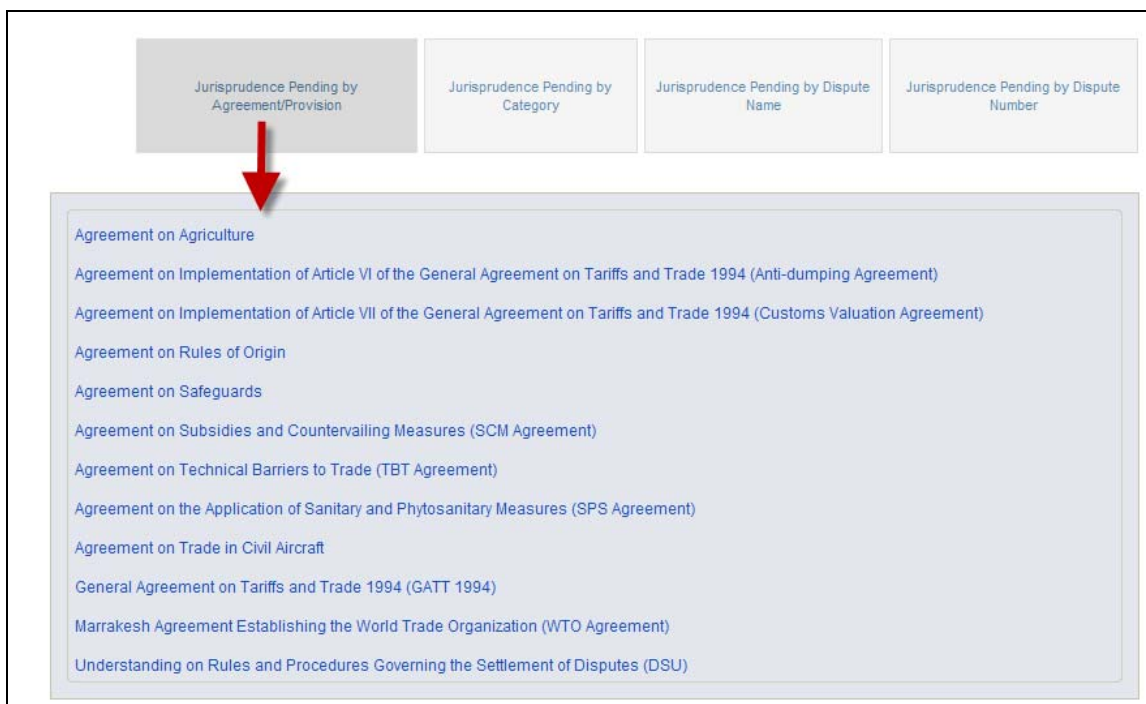 Jurisprudence Pending by
Agreement/Provision
Jurisprudence Pending by
Category
Jurisprudence Pending by Dispute
Name
Jurisprudence Pending by Dispute
Number
Agreement on Agriculture
Agreement on Implementation of Article VI of the General Agreement on Tariffs and Trade 1994 (Anti-dumping Agreement)
Agreement on Implementation of Article VII of the General Agreement on Tariffs and Trade 1994 (Customs Valuation Agreement)
Agreement on Rules of Origin
Agreement on Safeguards
Agreement on Subsidies and Countervailing Measures (SCM Agreement)
Agreement on Technical Barriers to Trade (TBT Agreement)
Agreement on the Application of Sanitary and Phytosanitary Measures (SPS Agreement)
Agreement on Trade in Civil Aircraft
General Agreement on Tariffs and Trade 1994 (GATT 1994)
Marrakesh Agreement Establishing the World Trade Organization (WTO Agreement)
Understanding on Rules and Procedures Governing the Settlement of Disputes (DSU)